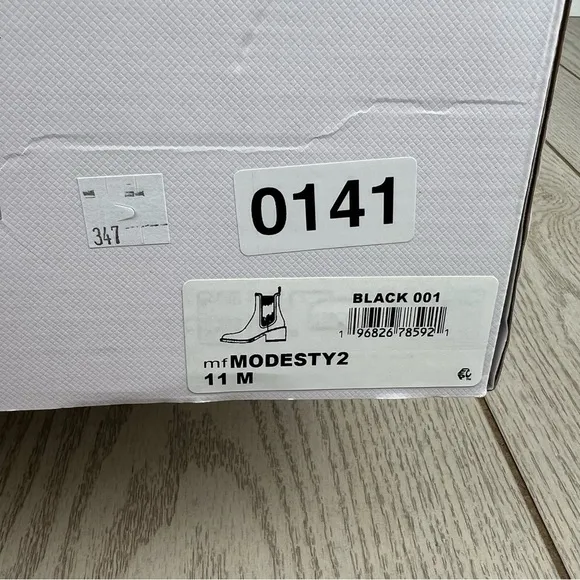 0141
347
BLACK 001
1 96826 78592 1
mfMODESTY2
11 M